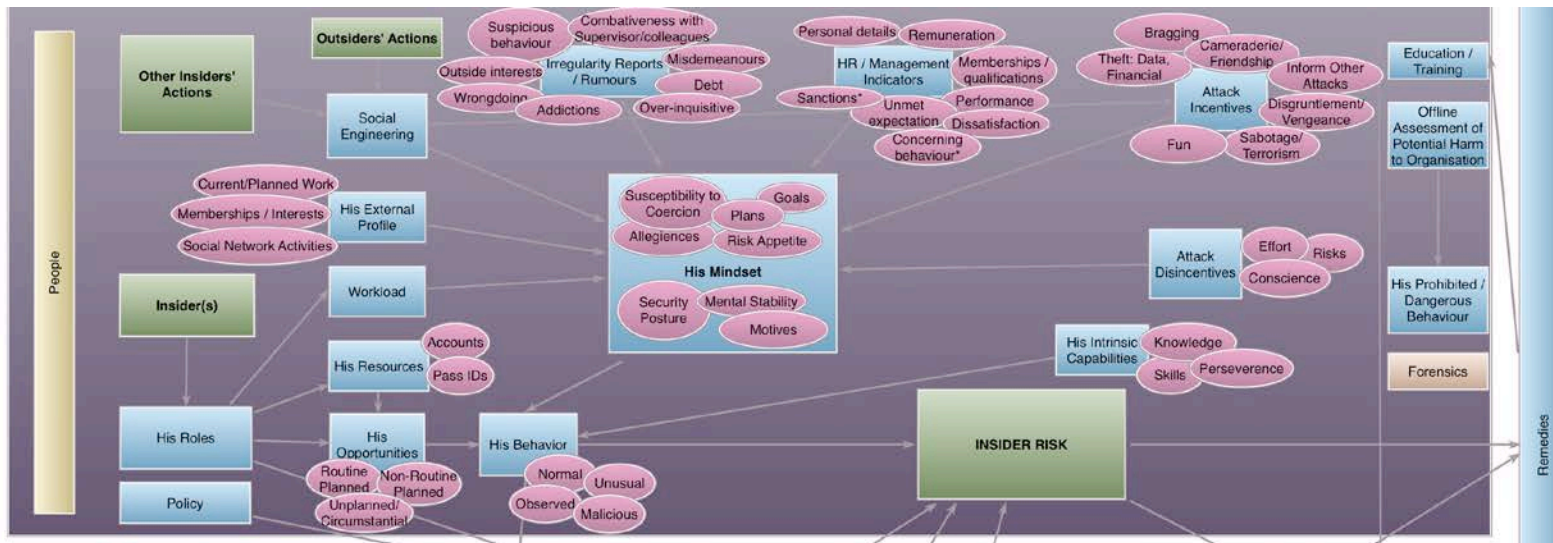 People
Other Insiders'
Actions
Outsiders' Actions
Social
Engineering
Suspicious
behaviour
Combativeness with
Supervisor/colleagues
Irregularity Reports
/ Rumours
Misdemeanours
Outside interests
Debt
Wrongdoing
Addictions
Over-inquisitive
Personal details
Remuneration
HR / Management
Indicators
Memberships /
qualifications
Sanctions*
Unmet
expectation
Performance
Dissatisfaction
Concerning
behaviour*
Bragging
Cameraderie/
Friendship
Theft: Data,
Financial
Inform Other
Attacks
Attack
Incentives
Disgruntlement/
Vengeance
Fun
Sabotage/
Terrorism
Education /
Training
Offline
Assessment of
Potential Harm
to Organisation
Current/Planned Work
Memberships / Interests
Social Network Activities
His External
Profile
Susceptibility to
Coercion
Goals
Plans
Allegiences
Risk Appetite
His Mindset
Security
Posture
Mental Stability
Motives
Attack
Disincentives
Effort
Risks
Conscience
His Prohibited /
Dangerous
Behaviour
Forensics
Insider(s)
Workload
His Resources
Accounts
Pass IDs
His Intrinsic
Capabilities
Knowledge
Skills
Perseverence
His Roles
His
Opportunities
Routine
Planned
Non-Routine
Planned
Unplanned/
Circumstantial
His Behavior
Normal
Unusual
Observed
Malicious
INSIDER RISK
Policy
Remedies